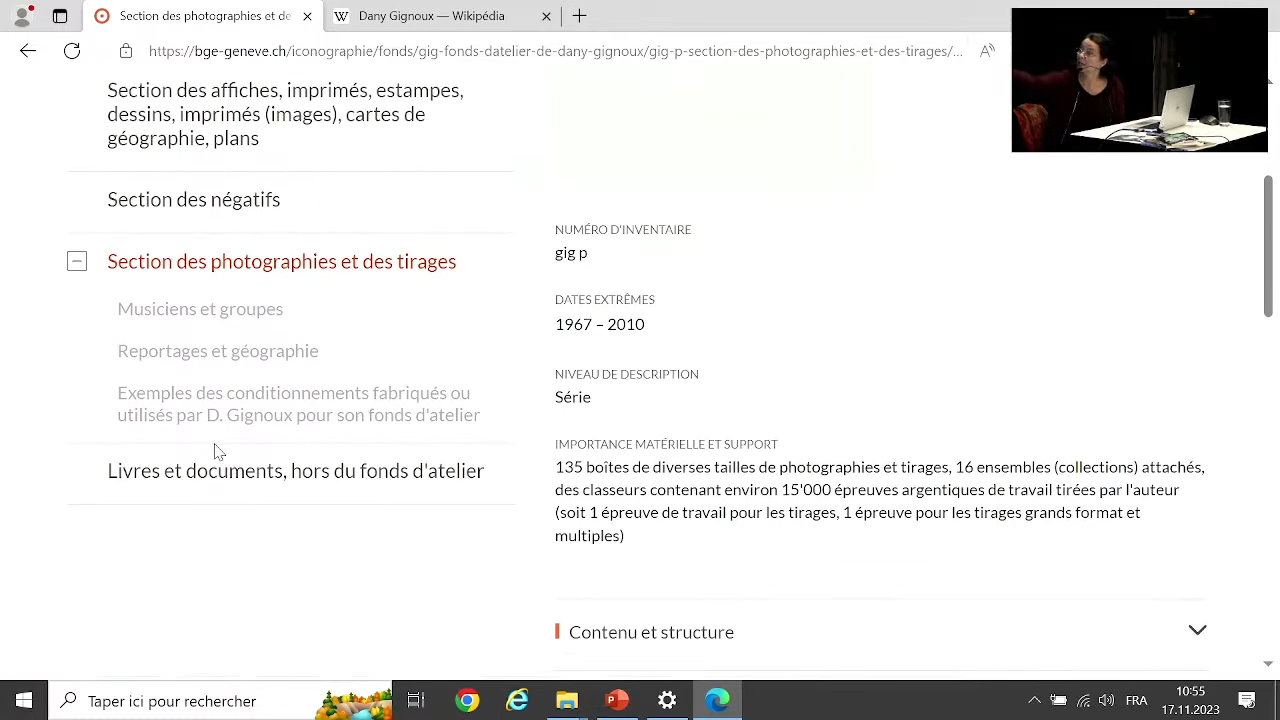 Section des photographies et de
Dany Gignoux — Wiki
https://bge-geneve.ch/iconographie/fonds/gig-fonds-datelier-de-dany-gignoux/gig-p-section-des-photographies-et-des-tirages/...
Section des affiches, imprimés, estampes,
dessins, imprimés (images), cartes de
géographie, plans
Section des négatifs
Section des photographies et des tirages
Musiciens et groupes
Reportages et géographie
Exemples des conditionnements fabriqués ou
utilisés par D. Gignoux pour son fonds d'atelier
Livres et documents, hors du fonds d'atelier
NUMÉRO D'INVENTAIRE
gig p
DATES EXTRÊMES
1967 – 2010
NIVEAU DE DESCRIPTION
Série
IMPORTANCE MATÉRIELLE ET SUPPORT
135 boîtes de diverses tailles de photographies et tirages, 16 ensembles (collections) attachés,
des classeurs contenant environ 15'000 épreuves argentiques de travail tirées par l'auteur
(soit 1 épreuve de travail pour les tirages, 1 épreuve pour les tirages grands format et
multiples)
Contenu et structure
Taper ici pour rechercher
FRA
10:55
17.11.2023